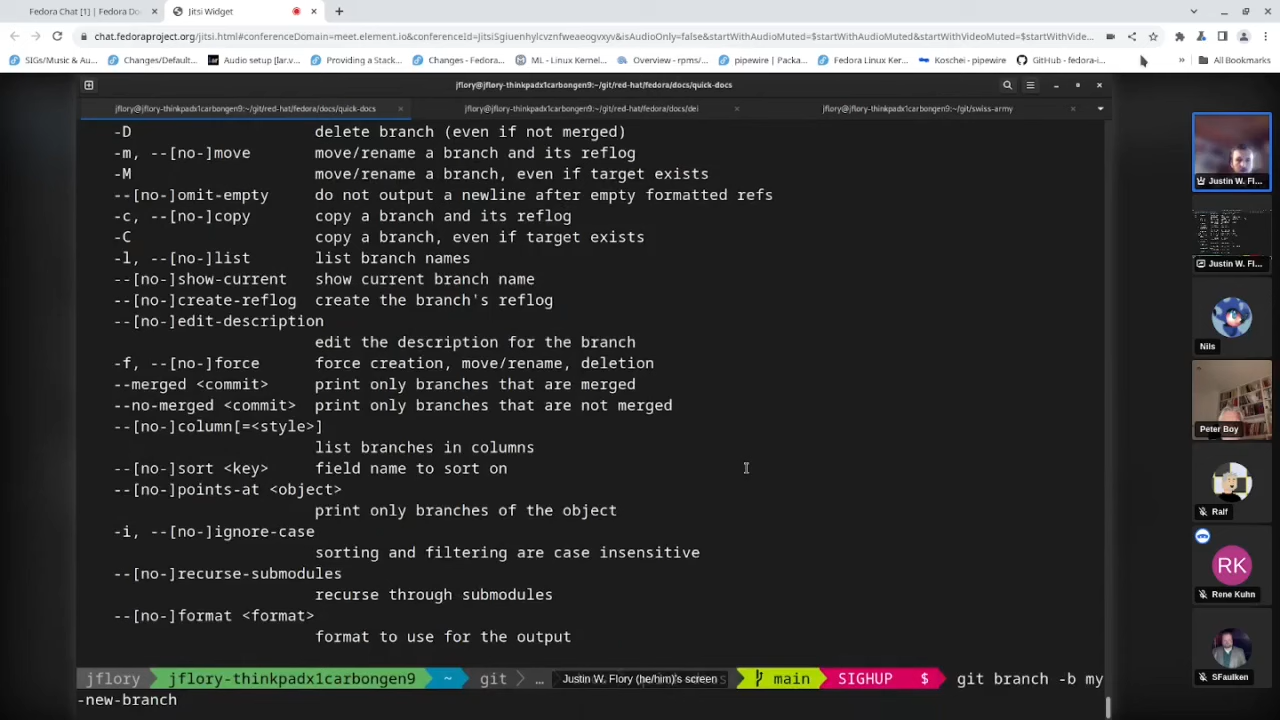 Fedora Chat [1] | Fedora Do
Jitsi Widget
chat.fedoraproject.org/jitsi.html#conferenceDomain=meet.element.io&conferenceId=JitsiSgiuenhylcvznfweaeogvxyv&isAudioOnly=false&startWithAudioMuted=$startWithAudioMuted&startWithVideoMuted=$startWithVide...
SIGs/Music & Au...
Changes/Default...
Audio setup [lar.v...
Providing a Stack...
Changes - Fedora...
ML - Linux Kernel...
Overview - rpms/...
pipewire | Packa...
Fedora Linux Ker...
Koschei - pipewire
GitHub - fedora-i...
All Bookmarks
jflory@jflory-thinkpadx1carbongen9:~/git/red-hat/fedora/docs/quick-docs
jflory@jflory-thinkpadx1carbongen9:~/git/red-hat/fedora/docs/quick-docs
jflory@jflory-thinkpadx1carbongen9:~/git/red-hat/fedora/docs/dei
jflory@jflory-thinkpadx1carbongen9:~/git/swiss-army
-D delete branch (even if not merged)
-m, --[no-]move move/rename a branch and its reflog
-M move/rename a branch, even if target exists
--[no-]omit-empty do not output a newline after empty formatted refs
-c, --[no-]copy copy a branch and its reflog
-C copy a branch, even if target exists
-l, --[no-]list list branch names
--[no-]show-current show current branch name
--[no-]create-reflog create the branch's reflog
--[no-]edit-description
edit the description for the branch
-f, --[no-]force force creation, move/rename, deletion
--merged <commit> print only branches that are merged
--no-merged <commit> print only branches that are not merged
--[no-]column[=<style>]
list branches in columns
--[no-]sort <key> field name to sort on
--[no-]points-at <object>
print only branches of the object
-i, --[no-]ignore-case
sorting and filtering are case insensitive
--[no-]recurse-submodules
recurse through submodules
--[no-]format <format>
format to use for the output
jflory jflory-thinkpadx1carbongen9 ~ git … main SIGHUP $ git branch -b my
-new-branch
Justin W, Flory (he/him)'s screen
Justin W. Fl...
Justin W. Fl...
Nils
Peter Boy
Ralf
RK
Rene Kuhn
SFaulken